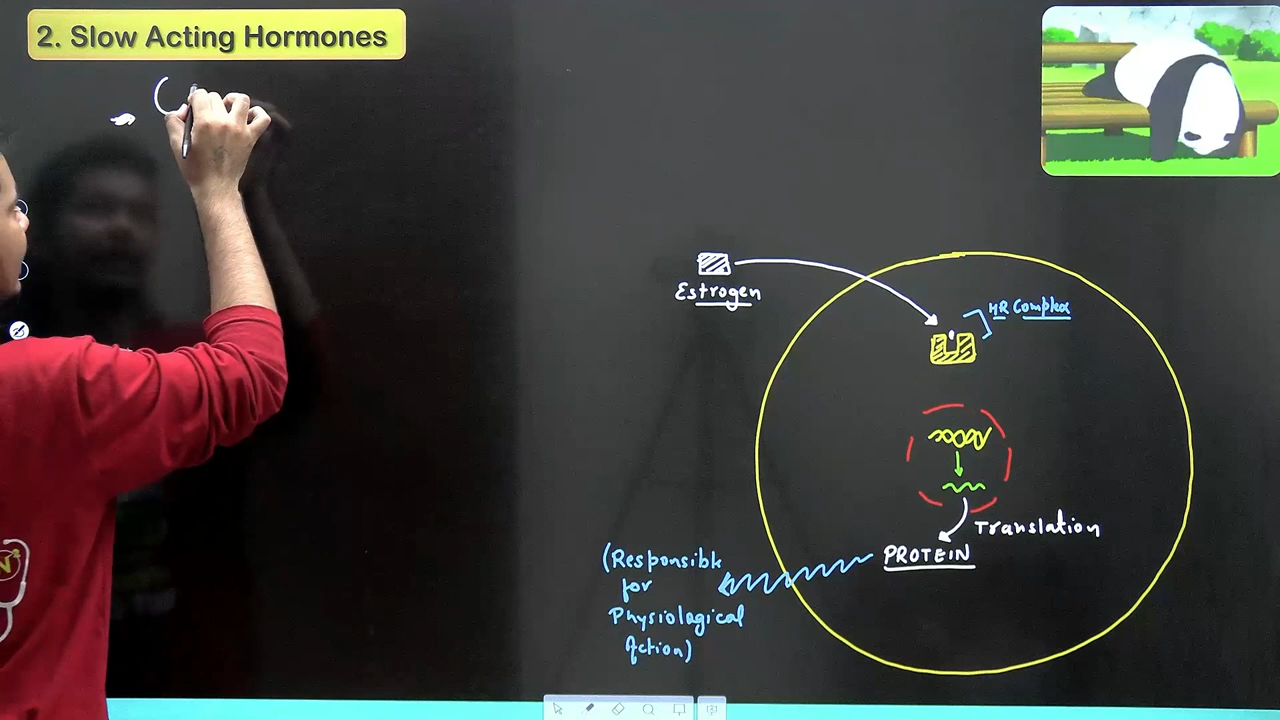 2. Slow Acting Hormones
Estrogen
HR Complex
Translation
PROTEIN
(Responsible
for
Physiological
Action)
N